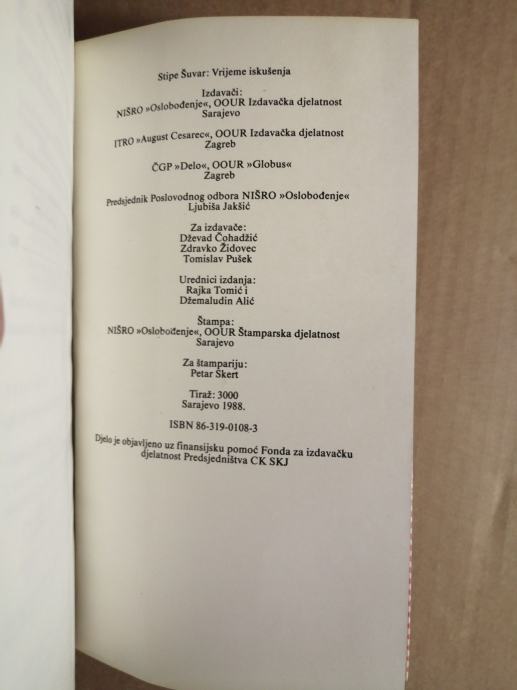 Stipe Šuvar: Vrijeme iskušenja
Izdavači:
NIŠRO »Oslobođenje«, OOUR Izdavačka djelatnost
Sarajevo
ITRO »August Cesarec«, OOUR Izdavačka djelatnost
Zagreb
ČGP »Delo«, OOUR »Globus«
Zagreb
Predsjednik Poslovnog odbora NIŠRO »Oslobođenje«
Ljubiša Jakšić
Za izdavače:
Dževad Čohadžić
Zdravko Židovec
Tomislav Pušek
Urednici izdanja:
Rajka Tomić i
Džemaludin Alić
Štampa:
NIŠRO »Oslobođenje«, OOUR Štamparska djelatnost
Sarajevo
Za štampariju:
Petar Skert
Tiraž: 3000
Sarajevo 1988.
ISBN 86-319-0108-3
Djelo je objavljeno uz finansijsku pomoć Fonda za izdavačku
djelatnost Predsjedništva CK SKJ